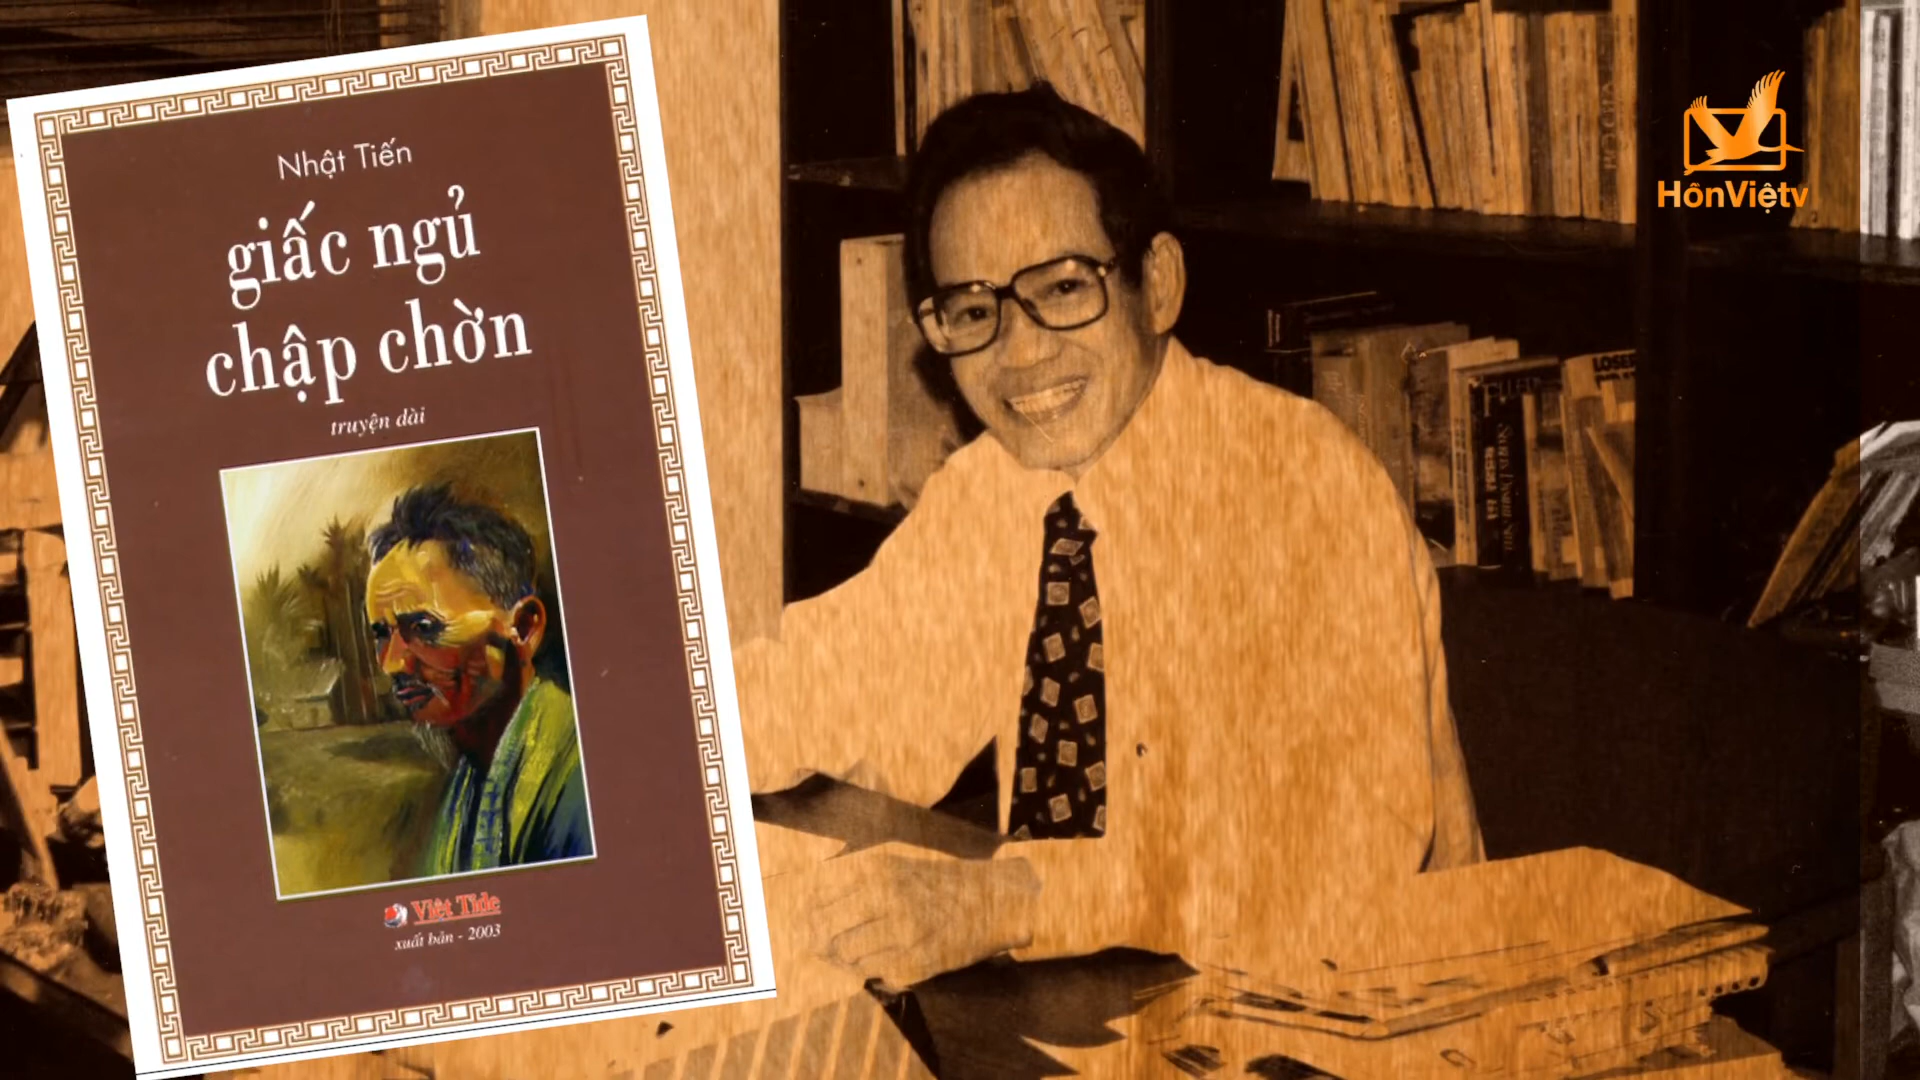 Nhật Tiến
giấc ngủ
chập chờn
truyện dài
Việt Tide
xuất bản - 2003
HồnViệtv